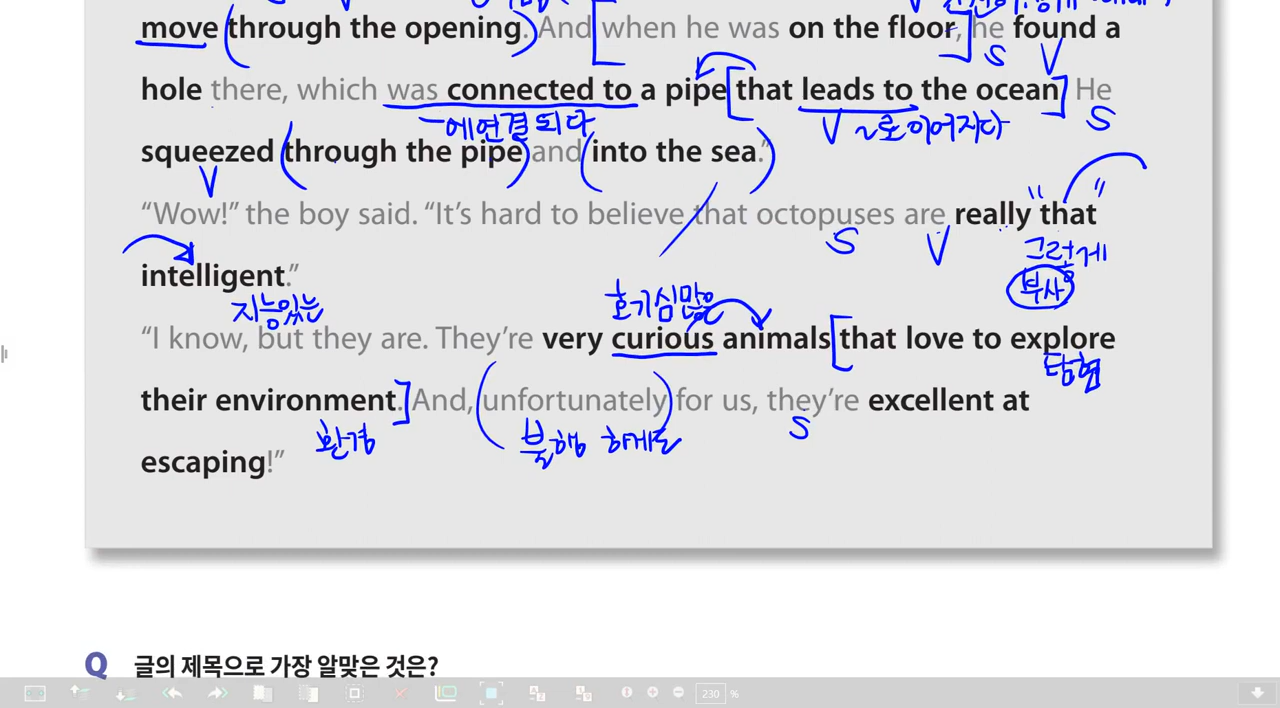 move (through the opening.) And [when he was on the floor,] he found a
S V
hole there, which was connected to a pipe [that leads to the ocean.] He
~에 연결되다 V ~로 이어지다 S
squeezed (through the pipe) and (into the sea.”)
V
“Wow!” the boy said. “It’s hard to believe / that octopuses are really "that"
S V 그렇게
부사
intelligent.”
지능있는 호기심많은
“I know, but they are. They’re very curious animals [that love to explore
탐험
their environment.] And, (unfortunately) for us, they’re excellent at
환경 불행하게도 S
escaping!”
Q 글의 제목으로 가장 알맞은 것은?
230 %